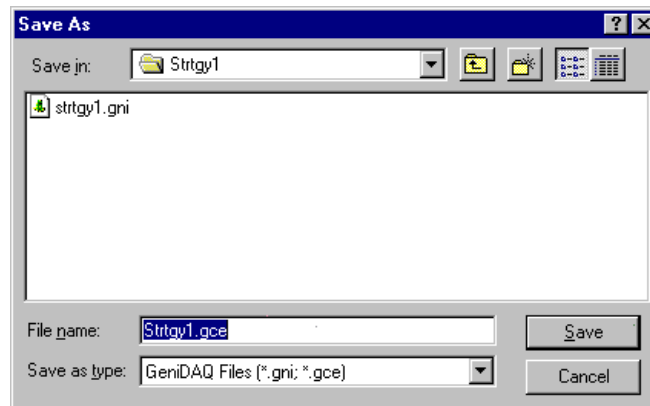 Save As
Save in: Strtgy1
strtgy1.gni
File name: Strtgy1.gce Save
Save as type: GeniDAQ Files (*.gni; *.gce) Cancel